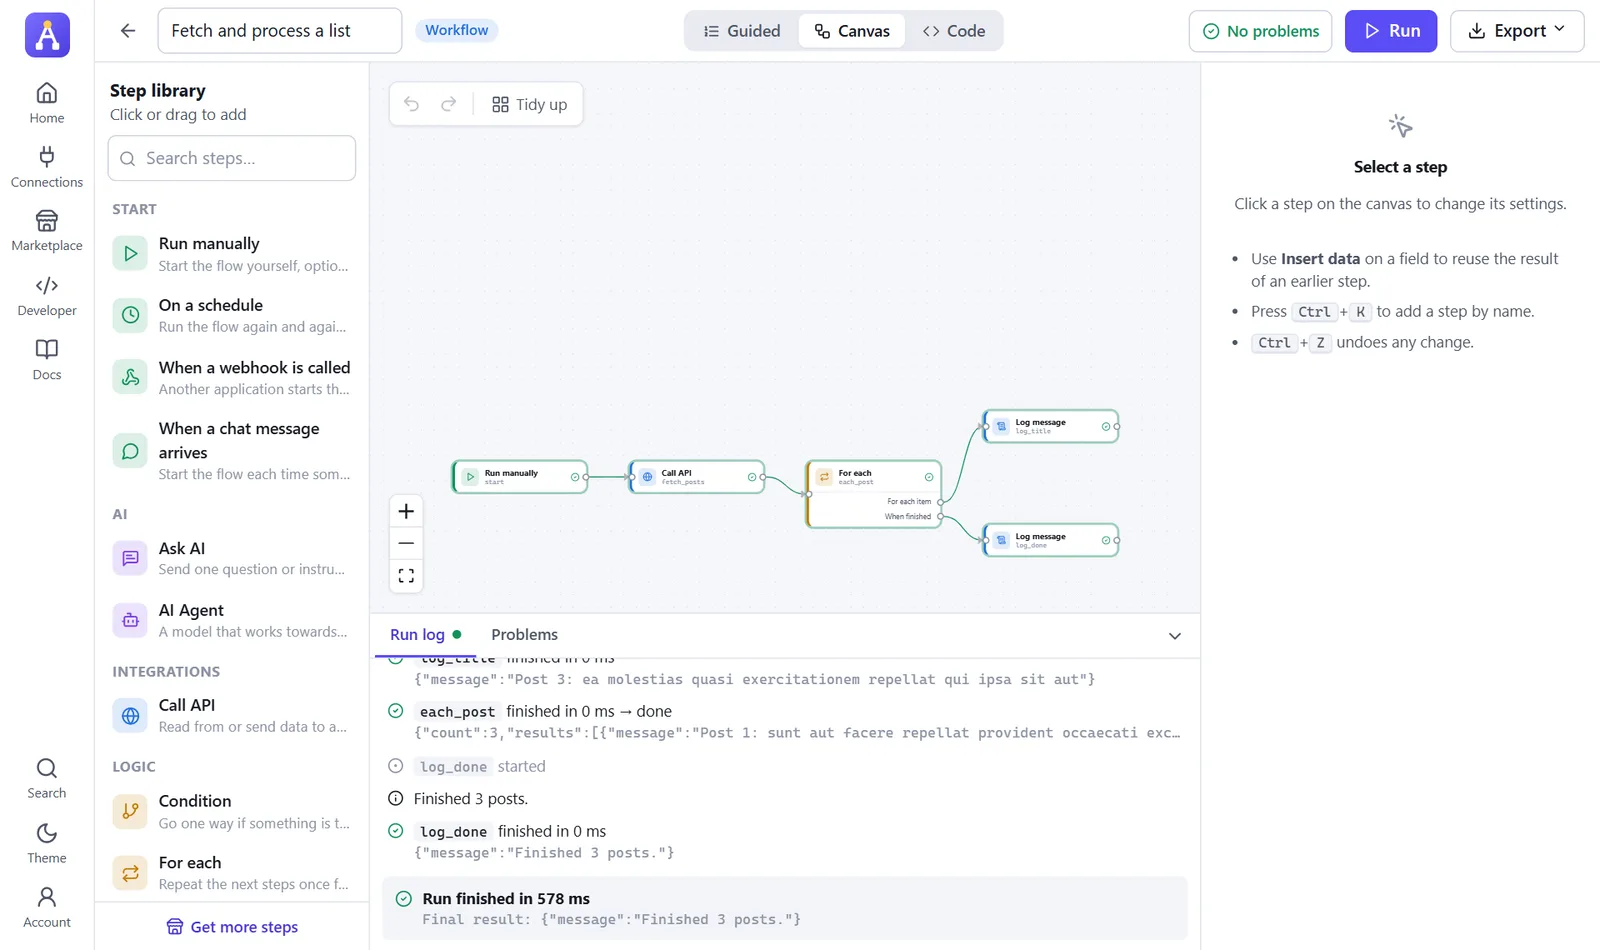 Fetch and process a list
Workflow
Guided
Canvas
Code
No problems
Run
Export
Home
Connections
Marketplace
Developer
Docs
Search
Theme
Account
Step library
Click or drag to add
Search steps...
START
Run manually
Start the flow yourself, optio...
On a schedule
Run the flow again and agai...
When a webhook is called
Another application starts th...
When a chat message
arrives
Start the flow each time som...
AI
Ask AI
Send one question or instru...
AI Agent
A model that works towards...
INTEGRATIONS
Call API
Read from or send data to a...
LOGIC
Condition
Go one way if something is t...
For each
Repeat the next steps once f...
Get more steps
Tidy up
Run manually
start
Call API
fetch_posts
For each
each_post
For each item
When finished
Log message
log_title
Log message
log_done
Run log
Problems
log_title finished in 0 ms
{"message":"Post 3: ea molestias quasi exercitationem repellat qui ipsa sit aut"}
each_post finished in 0 ms → done
{"count":3,"results":[{"message":"Post 1: sunt aut facere repellat provident occaecati exc…
log_done started
Finished 3 posts.
log_done finished in 0 ms
{"message":"Finished 3 posts."}
Run finished in 578 ms
Final result: {"message":"Finished 3 posts."}
Select a step
Click a step on the canvas to change its settings.
Use Insert data on a field to reuse the result
of an earlier step.
Press Ctrl + K to add a step by name.
Ctrl + Z undoes any change.